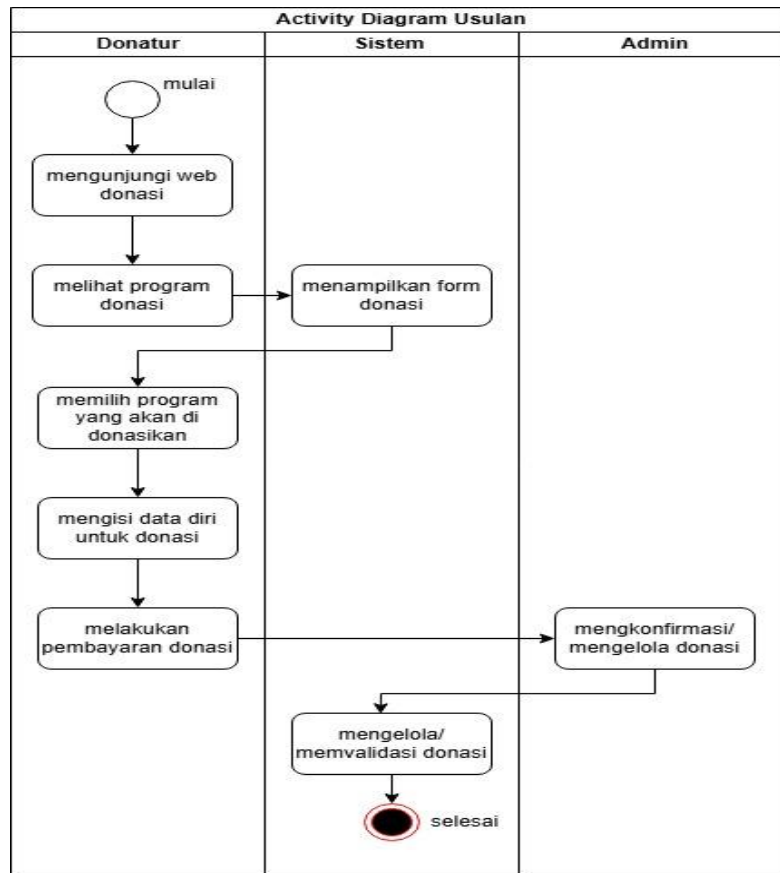 Activity Diagram Usulan
Donatur
Sistem
Admin
mulai
mengunjungi web
donasi
melihat program
donasi
menampilkan form
donasi
memilih program
yang akan di
donasikan
mengisi data diri
untuk donasi
melakukan
pembayaran donasi
mengkonfirmasi/
mengelola donasi
mengelola/
memvalidasi donasi
selesai